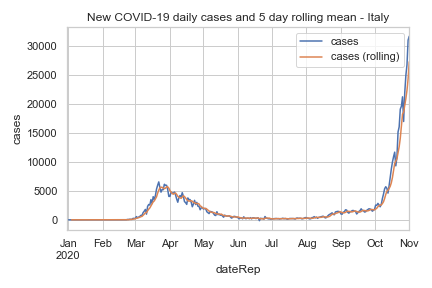 New COVID-19 daily cases and 5 day rolling mean - Italy
cases
cases (rolling)
30000
25000
20000
15000
10000
5000
0
cases
Jan Feb Mar Apr May Jun Jul Aug Sep Oct Nov
2020
dateRep